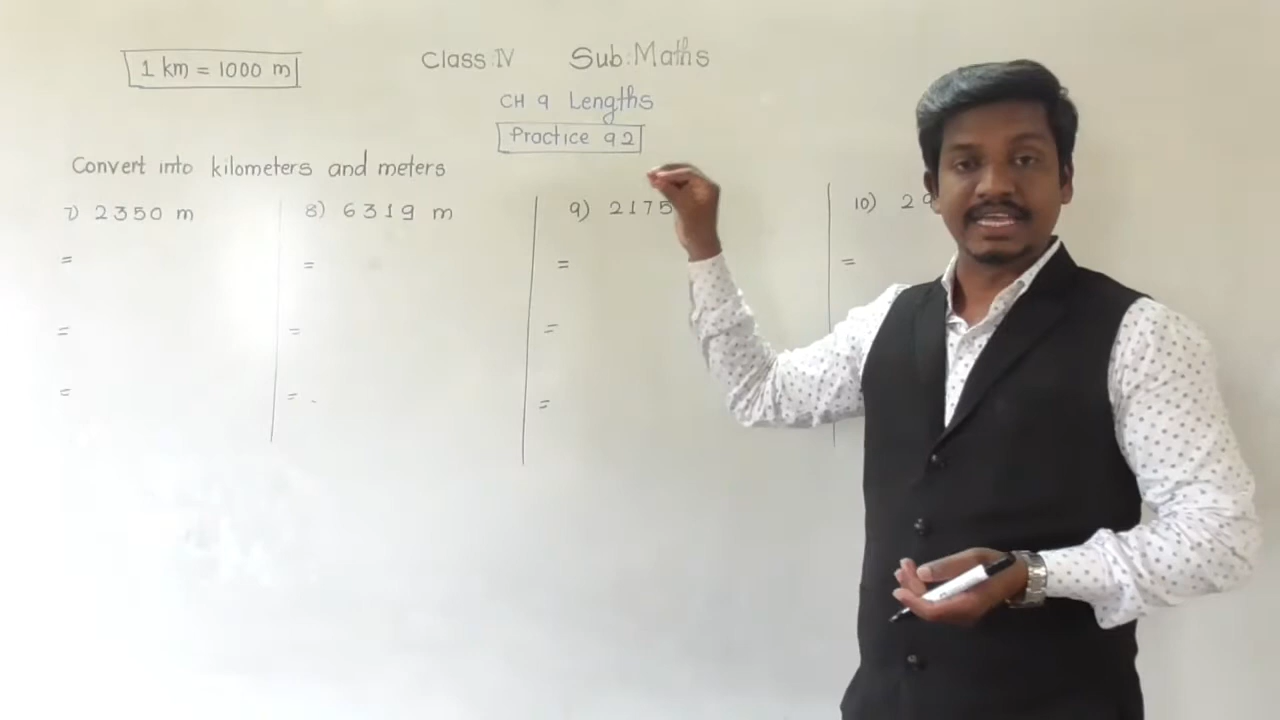 1 km = 1000 m
Class: IV Sub: Maths
CH 9 Lengths
Practice 9.2
Convert into kilometers and meters
7) 2350 m
8) 6319 m
9) 2175
10)
=
=
=
=
=
=
=
=
=
=